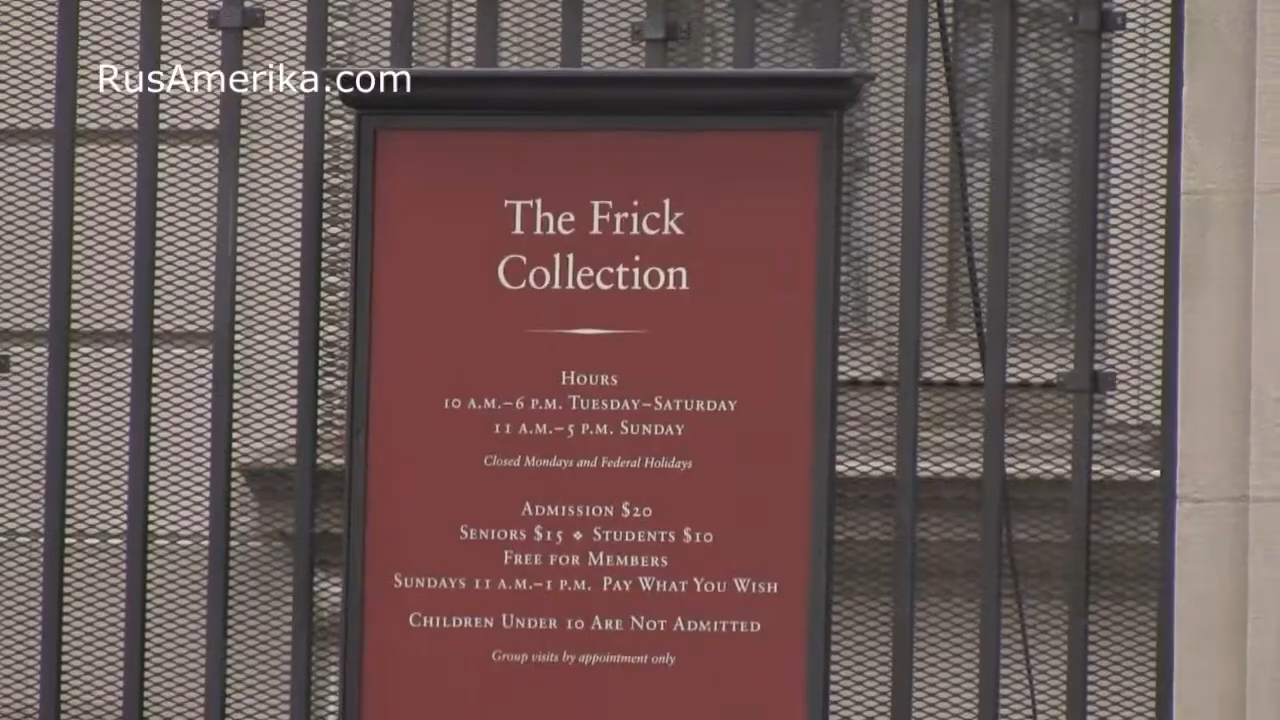 RusAmerika.com
The Frick
Collection
HOURS
10 A.M.–6 P.M. TUESDAY–SATURDAY
11 A.M.–5 P.M. SUNDAY
Closed Mondays and Federal Holidays
ADMISSION $20
SENIORS $15 ❖ STUDENTS $10
FREE FOR MEMBERS
SUNDAYS 11 A.M.–1 P.M. PAY WHAT YOU WISH
CHILDREN UNDER 10 ARE NOT ADMITTED
Group visits by appointment only